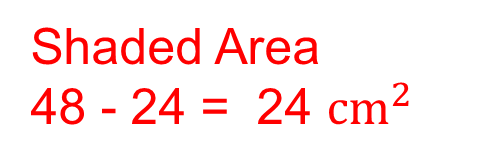 Shaded Area
48 - 24 = 24 cm²